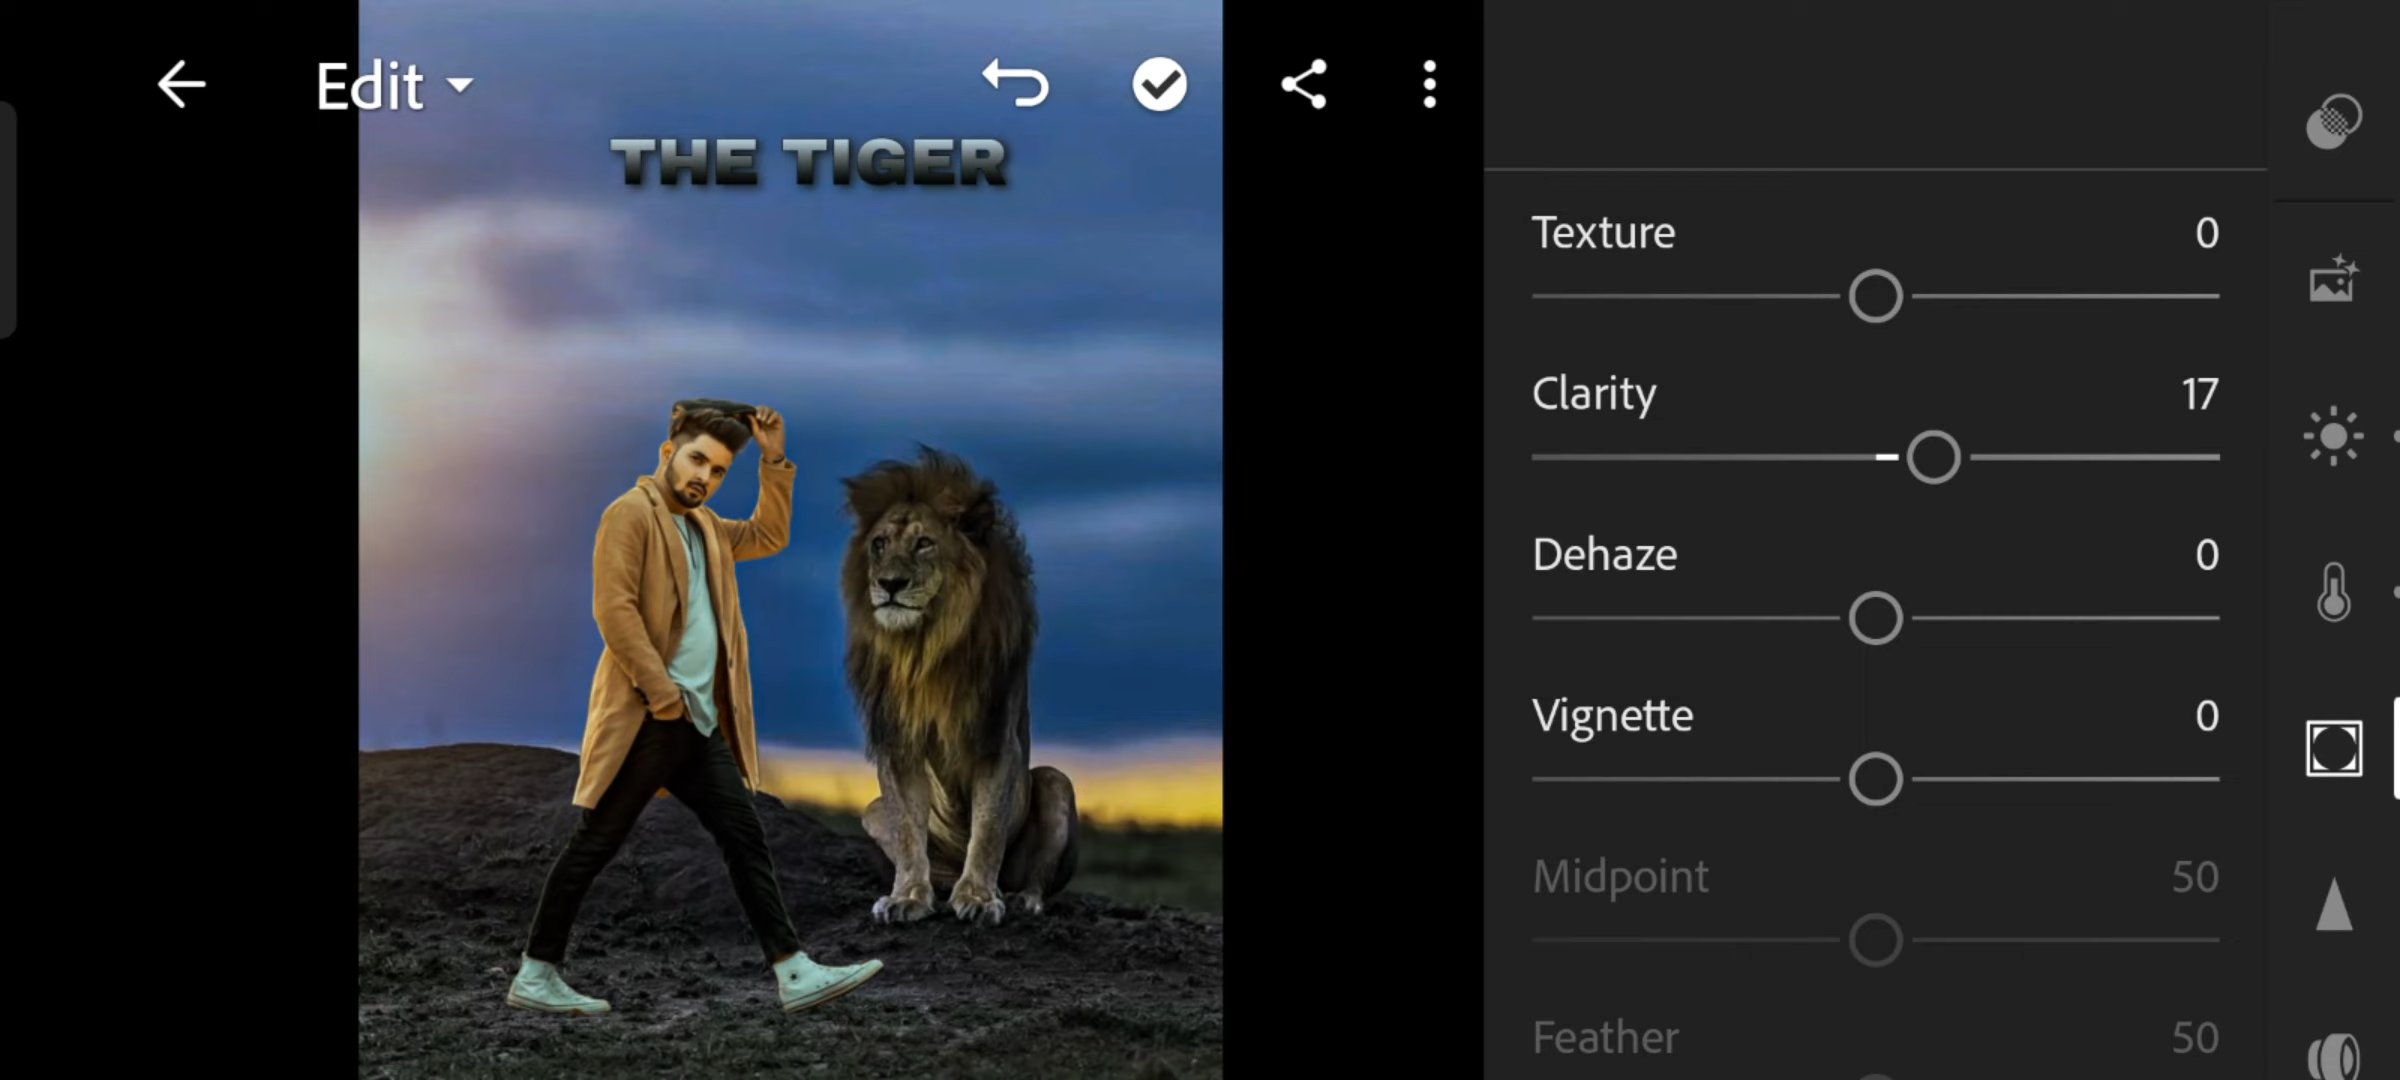 Edit
THE TIGER
Texture 0
Clarity 17
Dehaze 0
Vignette 0
Midpoint 50
Feather 50